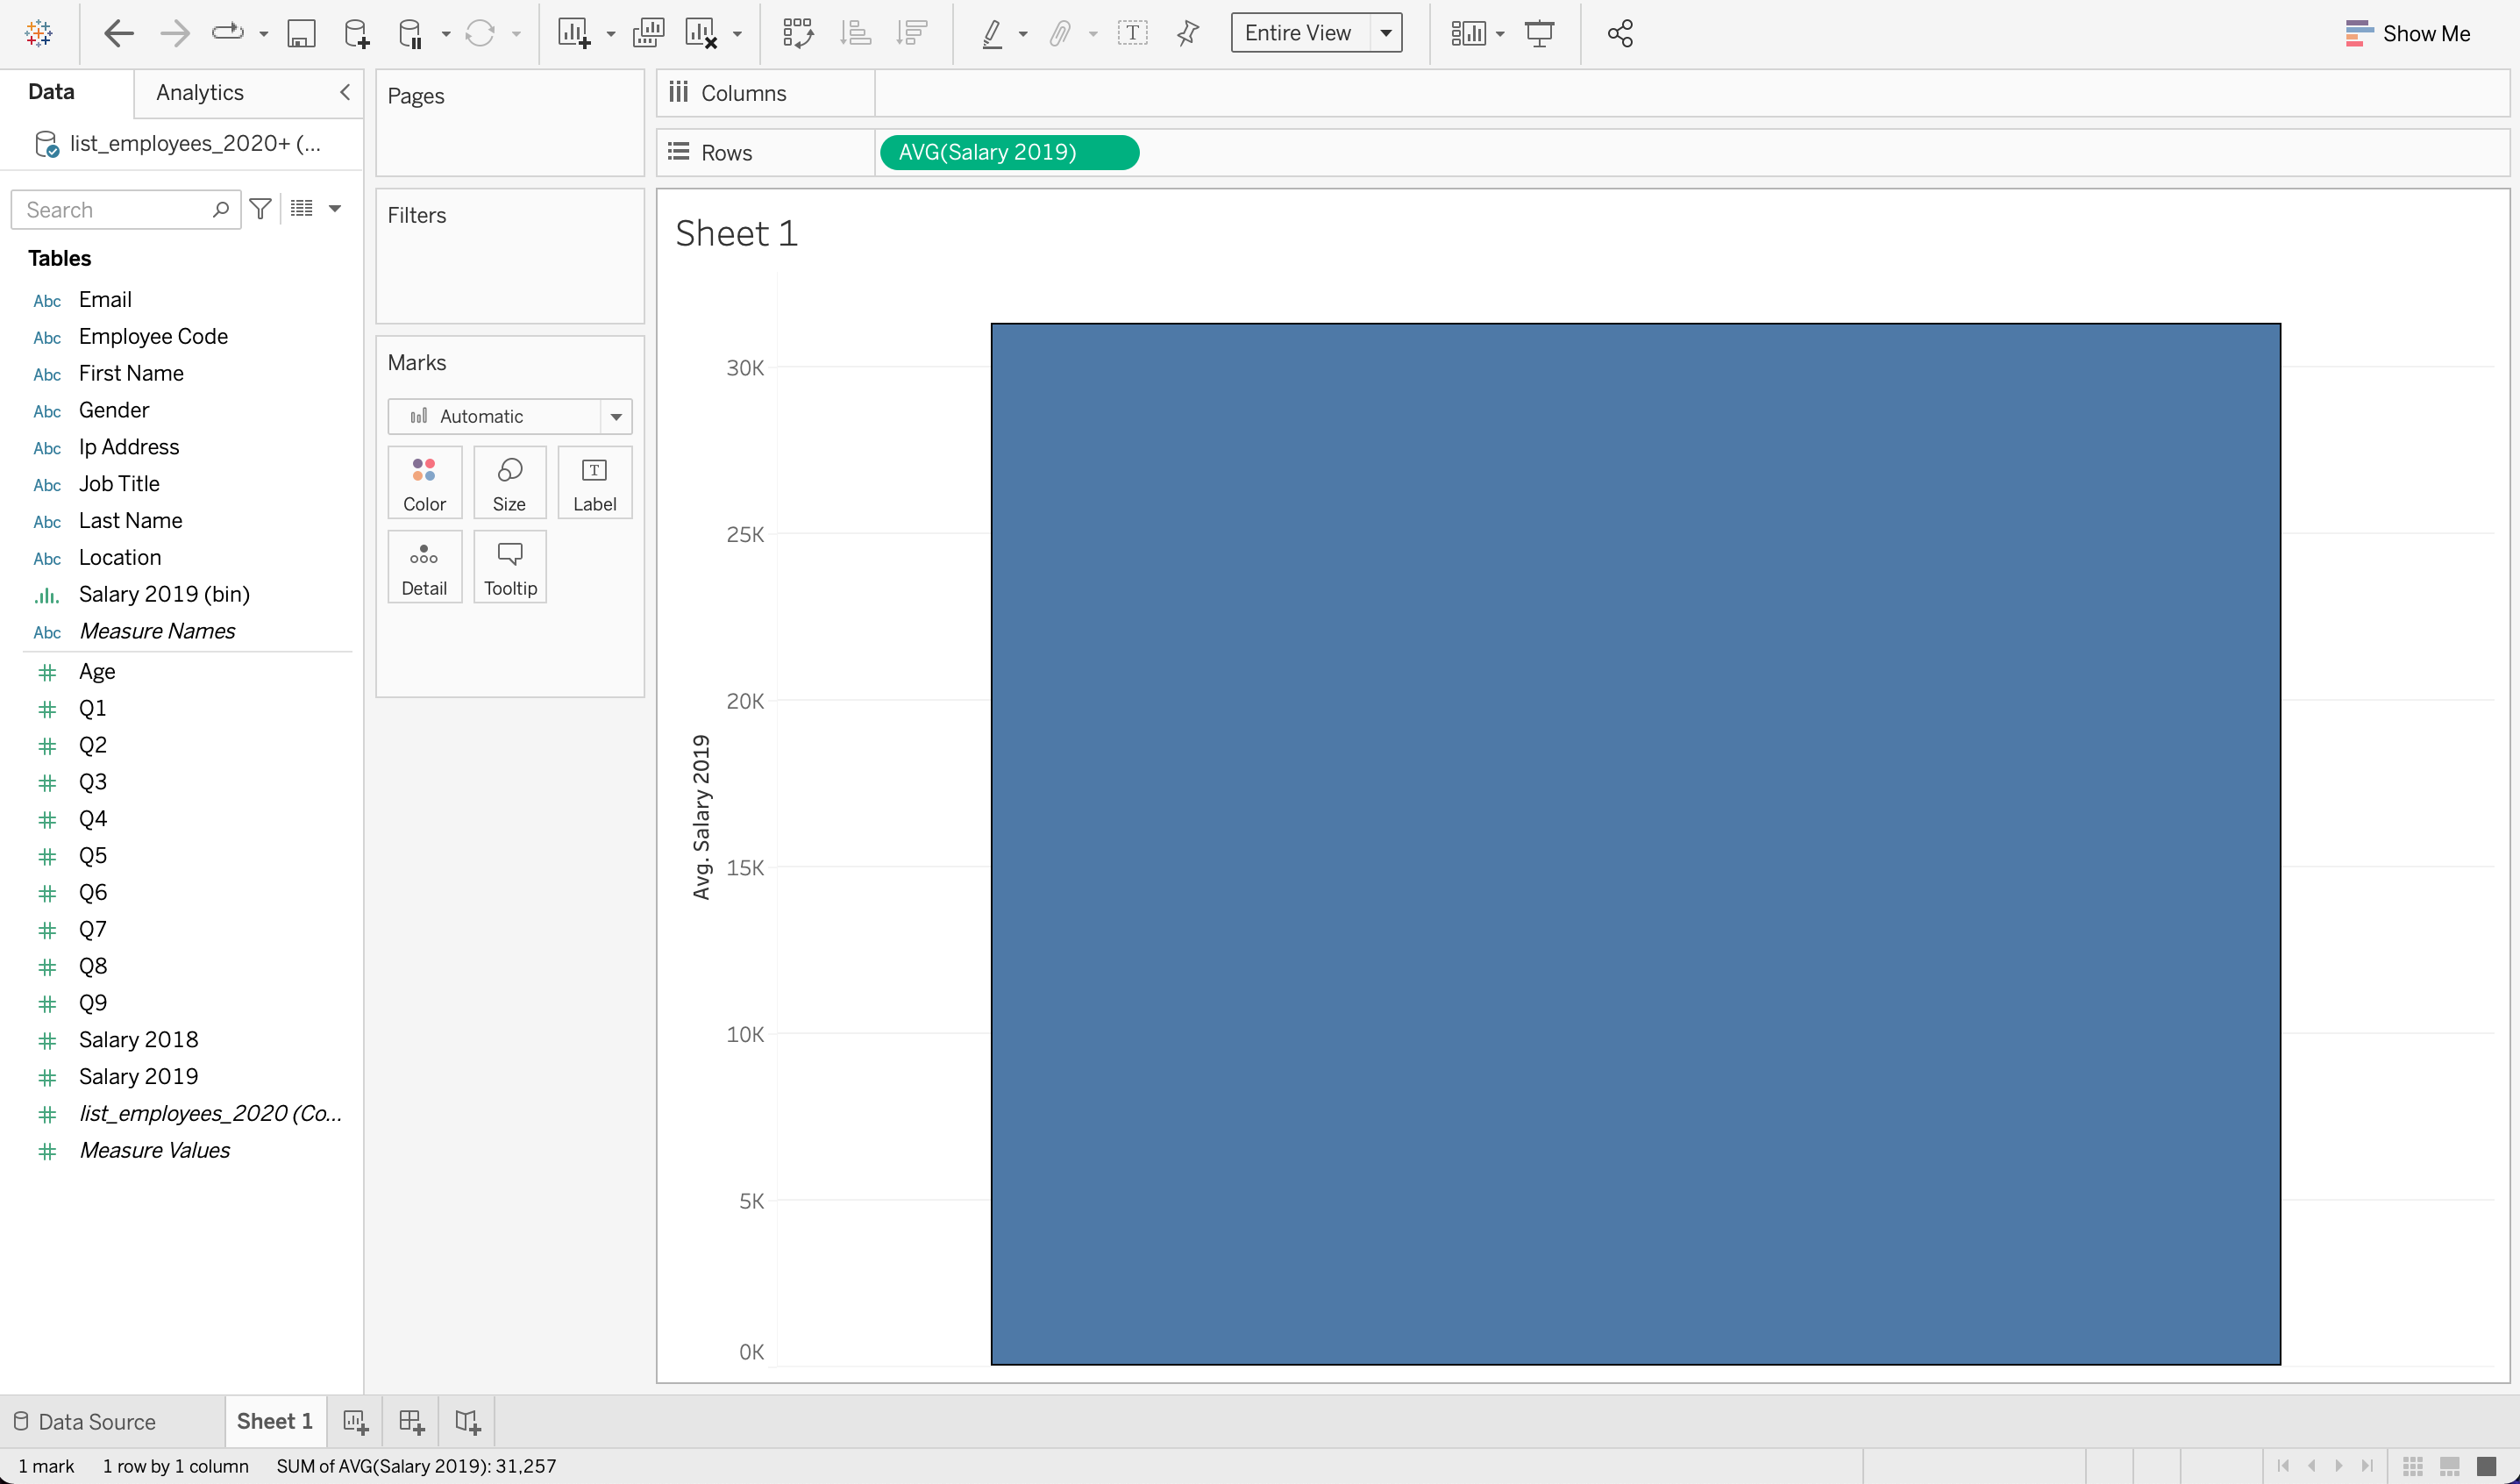 Entire View
Show Me
Data
Analytics
list_employees_2020+ (...
Search
Tables
Abc Email
Abc Employee Code
Abc First Name
Abc Gender
Abc Ip Address
Abc Job Title
Abc Last Name
Abc Location
Salary 2019 (bin)
Abc Measure Names
Age
Q1
Q2
Q3
Q4
Q5
Q6
Q7
Q8
Q9
Salary 2018
Salary 2019
list_employees_2020 (Co...
Measure Values
Pages
Filters
Marks
Automatic
Color
Size
Label
Detail
Tooltip
Columns
Rows
AVG(Salary 2019)
Sheet 1
30K
25K
20K
15K
10K
5K
0K
Avg. Salary 2019
Data Source
Sheet 1
1 mark
1 row by 1 column
SUM of AVG(Salary 2019): 31,257